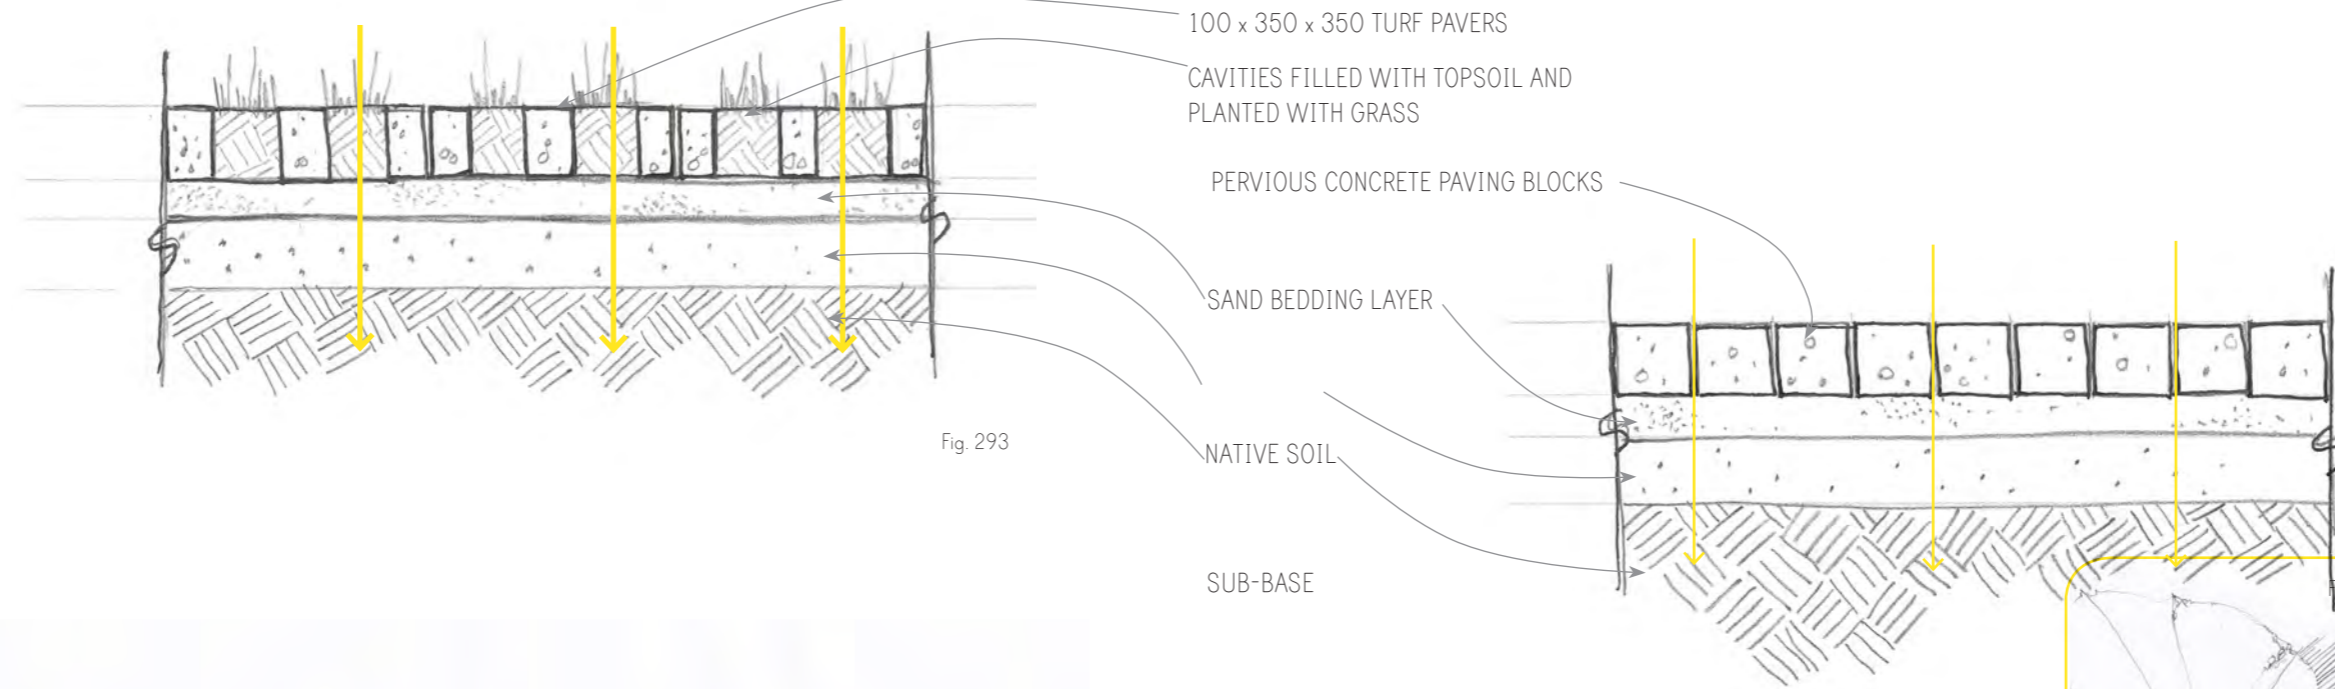 100 x 350 x 350 TURF PAVERS
CAVITIES FILLED WITH TOPSOIL AND
PLANTED WITH GRASS
PERVIOUS CONCRETE PAVING BLOCKS
SAND BEDDING LAYER
Fig. 293
NATIVE SOIL
SUB-BASE